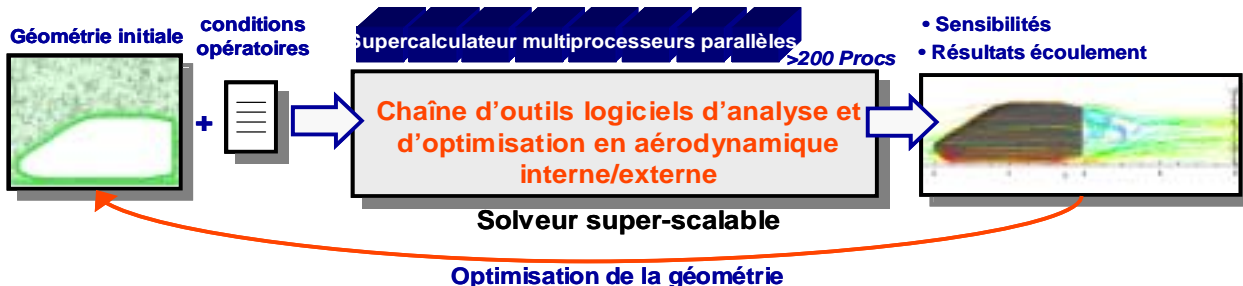 Géométrie initiale
conditions
opératoires
+
Supercalculateur multiprocesseurs parallèles
>200 Procs
Chaîne d’outils logiciels d’analyse et
d’optimisation en aérodynamique
interne/externe
Solveur super-scalable
• Sensibilités
• Résultats écoulement
Optimisation de la géométrie